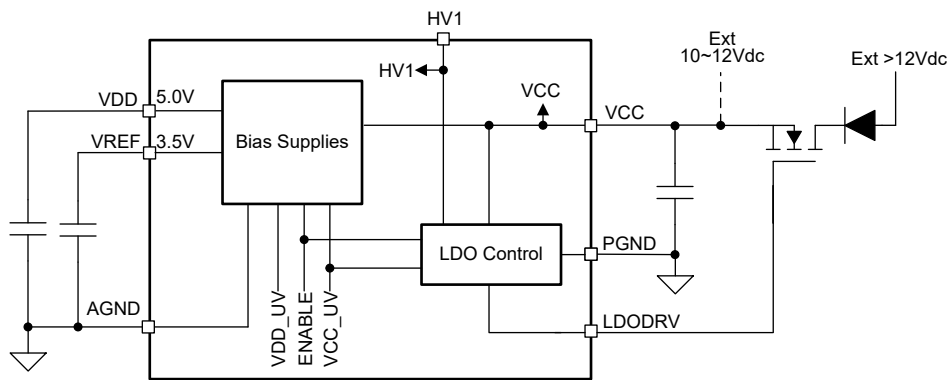 HV1
Ext
10~12Vdc
Ext >12Vdc
HV1
VDD
5.0V
VCC
VCC
VREF
3.5V
Bias Supplies
LDO Control
PGND
AGND
VDD_UV
ENABLE
VCC_UV
LDODRV